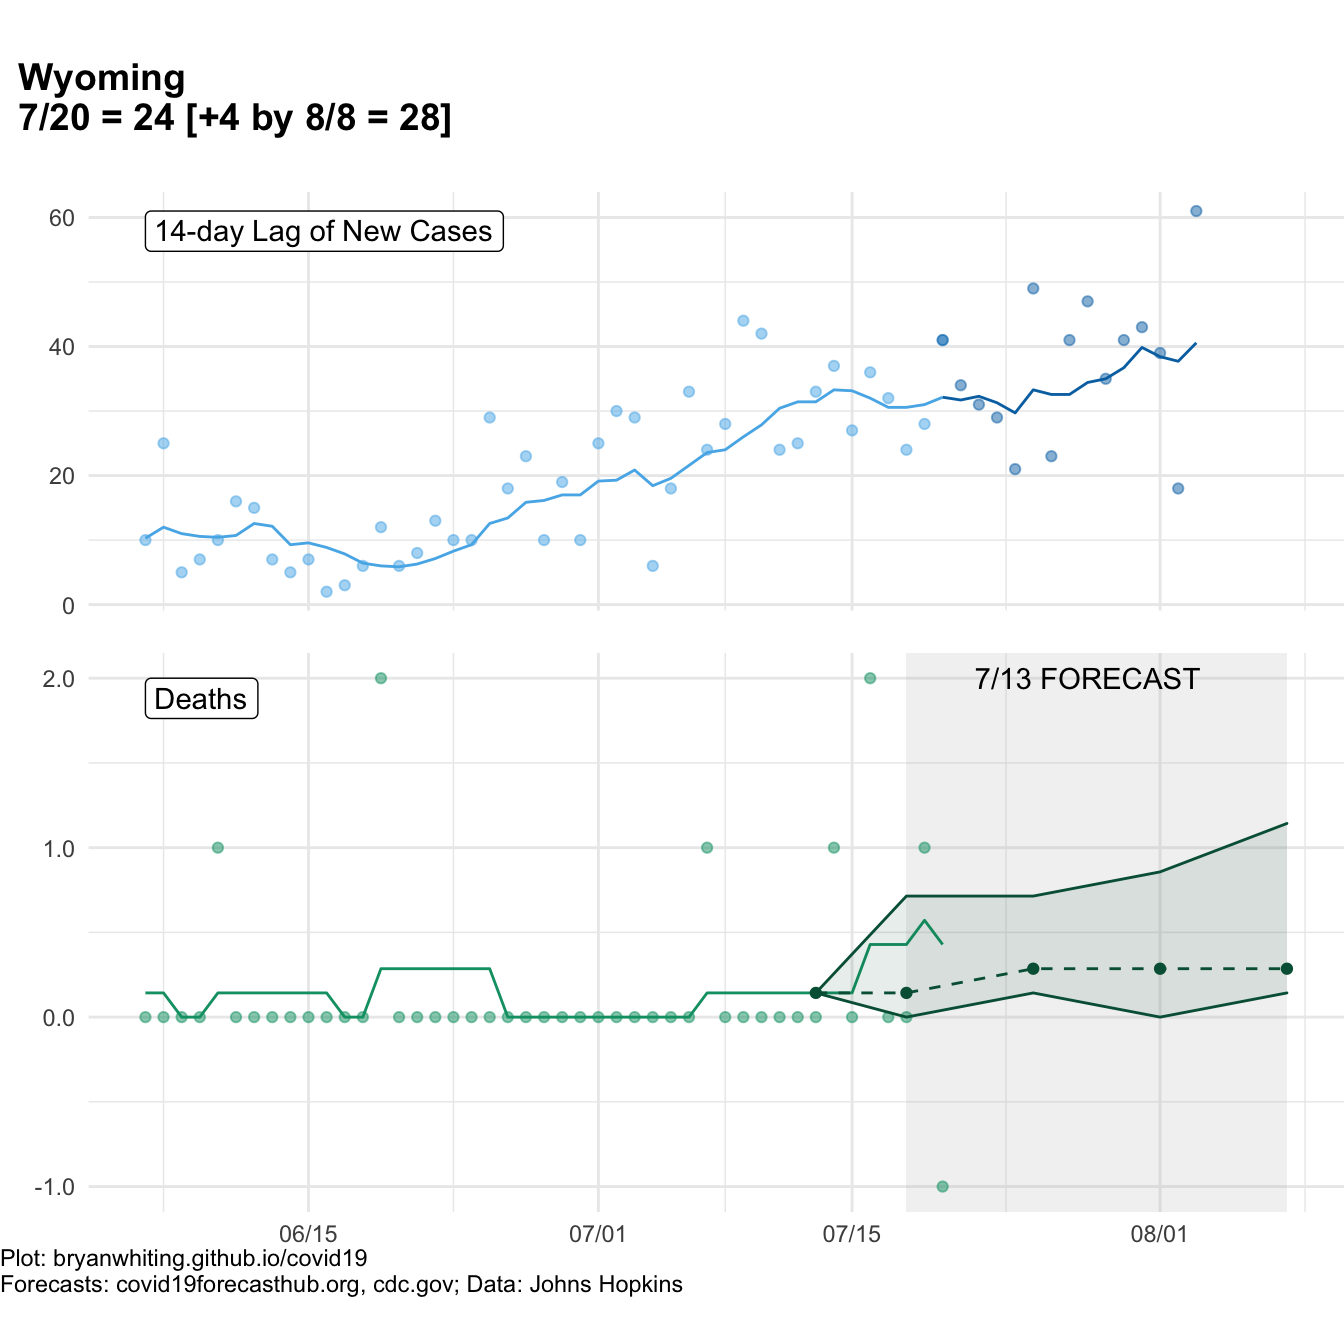 Wyoming
7/20 = 24 [+4 by 8/8 = 28]
14-day Lag of New Cases
60
40
20
0
Deaths
7/13 FORECAST
2.0
1.0
0.0
-1.0
06/15
07/01
07/15
08/01
Plot: bryanwhiting.github.io/covid19
Forecasts: covid19forecasthub.org, cdc.gov; Data: Johns Hopkins